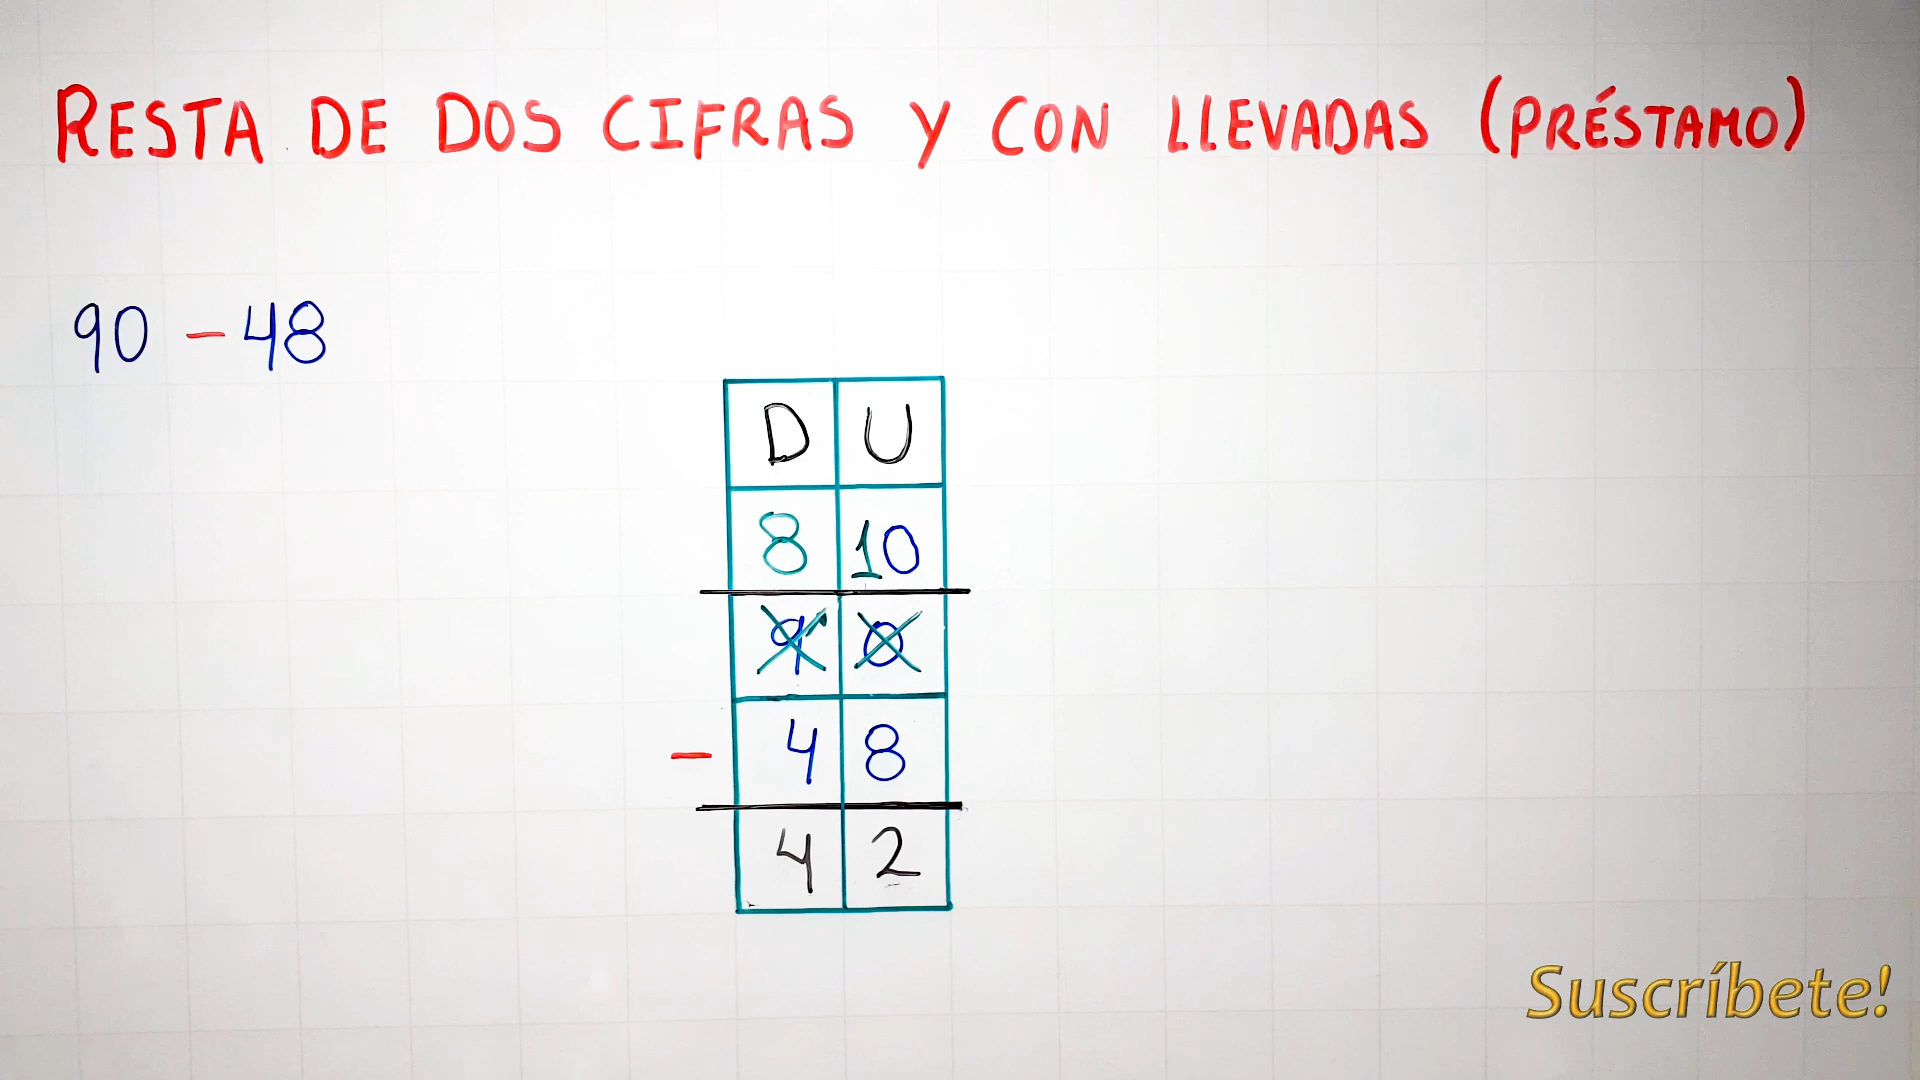 RESTA DE DOS CIFRAS Y CON LLEVADAS (PRÉSTAMO)
90 - 48
D U
8 10
9 0
- 4 8
4 2
Suscríbete!